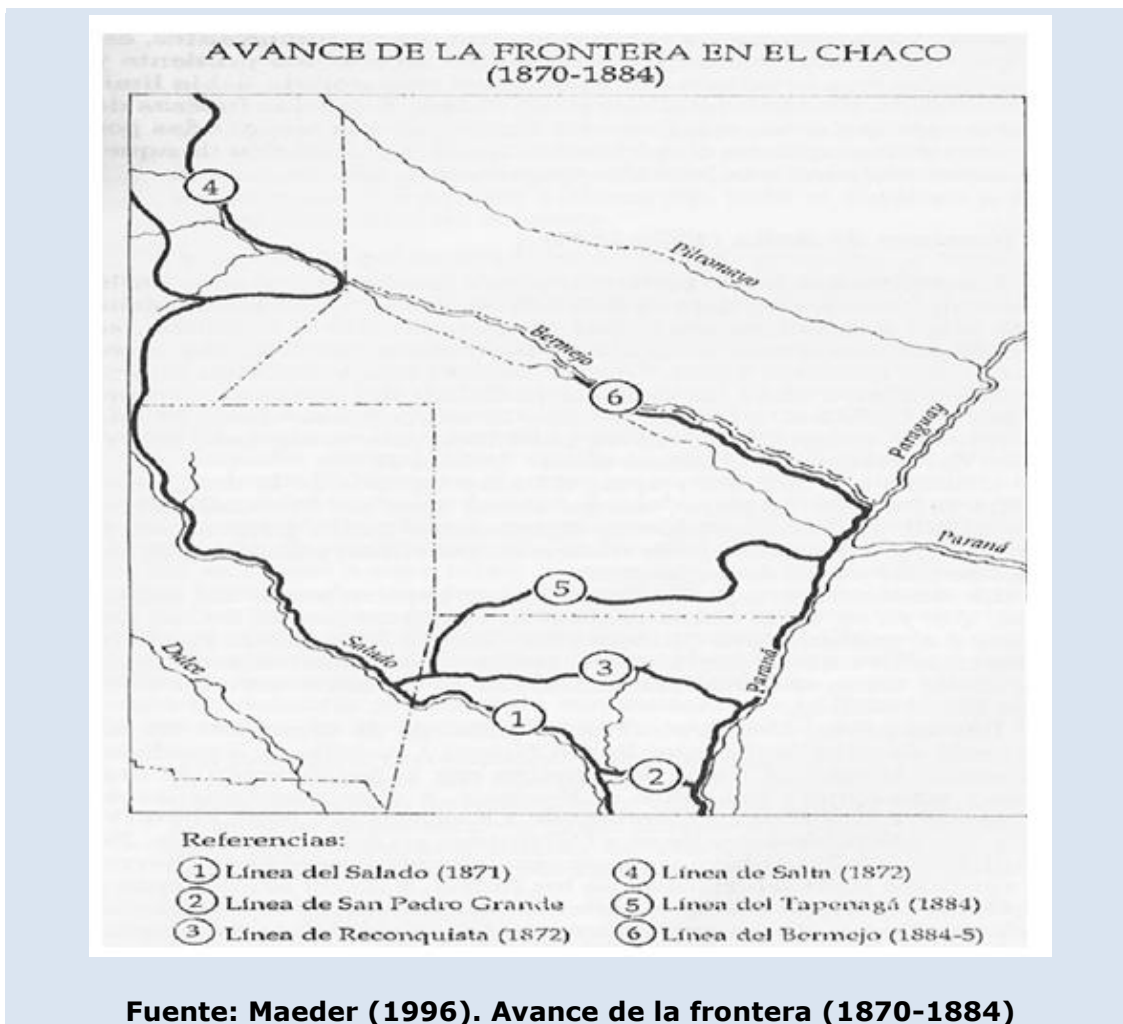 AVANCE DE LA FRONTERA EN EL CHACO
(1870-1884)
4
Pilcomayo
Bermejo
6
Paraguay
Paraná
5
Salado
Dulce
3
Paraná
1
2
Referencias:
1 Línea del Salado (1871)
2 Línea de San Pedro Grande
3 Línea de Reconquista (1872)
4 Línea de Salta (1872)
5 Línea del Tapenagá (1884)
6 Línea del Bermejo (1884-5)
Fuente: Maeder (1996). Avance de la frontera (1870-1884)